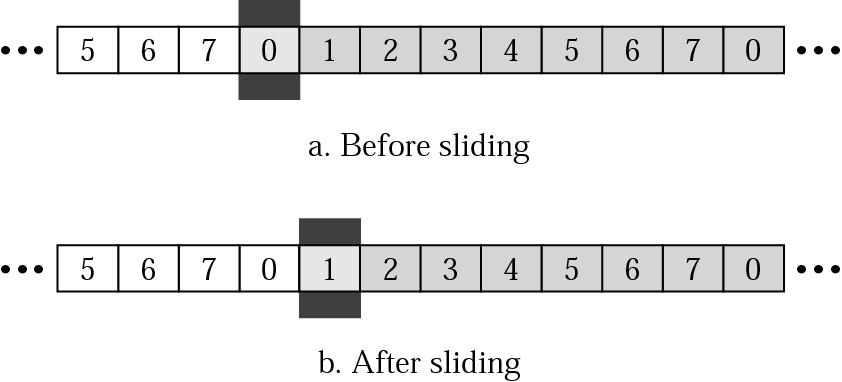 ••• 5 6 7 0 1 2 3 4 5 6 7 0 •••
a. Before sliding
••• 5 6 7 0 1 2 3 4 5 6 7 0 •••
b. After sliding